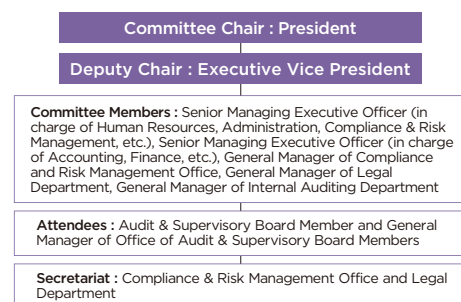 Committee Chair : President
Deputy Chair : Executive Vice President
Committee Members : Senior Managing Executive Officer (in
charge of Human Resources, Administration, Compliance & Risk
Management, etc.), Senior Managing Executive Officer (in charge
of Accounting, Finance, etc.), General Manager of Compliance
and Risk Management Office, General Manager of Legal
Department, General Manager of Internal Auditing Department
Attendees : Audit & Supervisory Board Member and General
Manager of Office of Audit & Supervisory Board Members
Secretariat : Compliance & Risk Management Office and Legal
Department